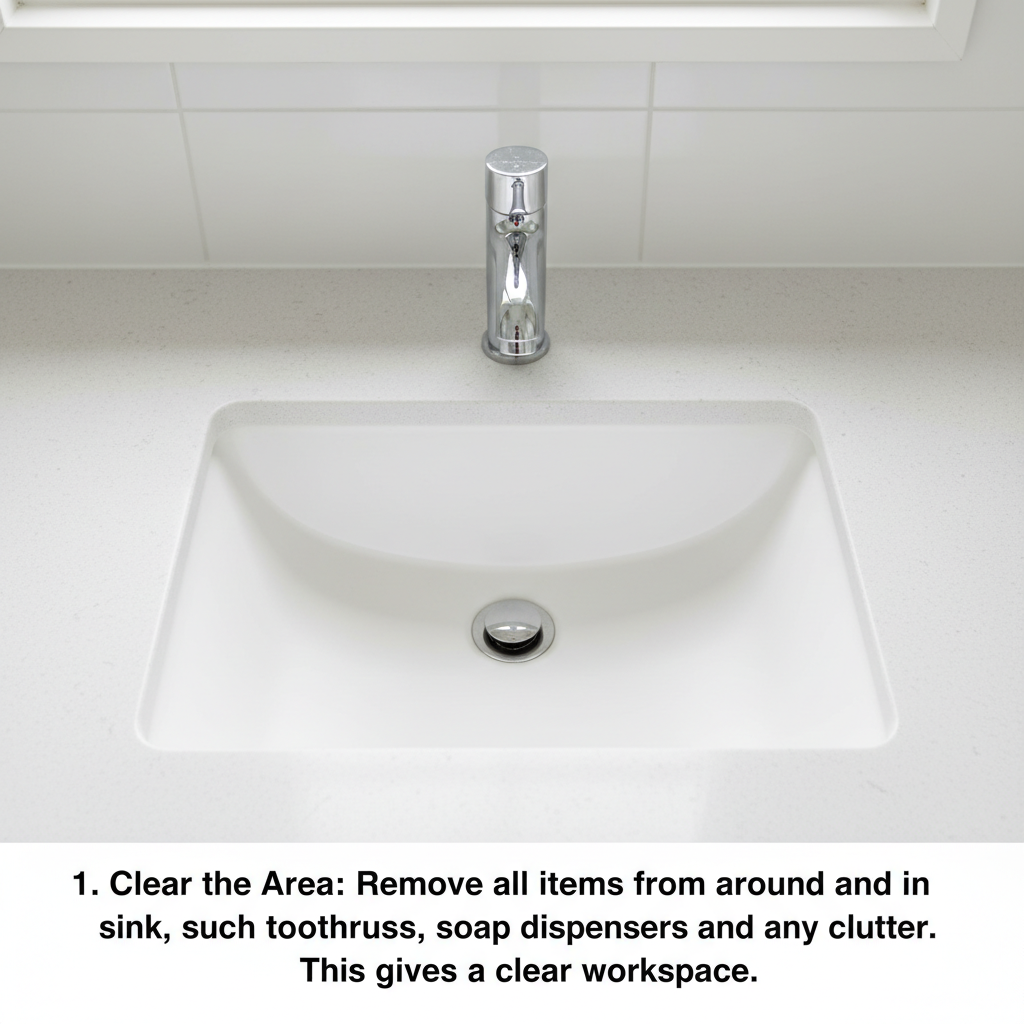 1. Clear the Area: Remove all items from around and in
sink, such toothruss, soap dispensers and any clutter.
This gives a clear workspace.